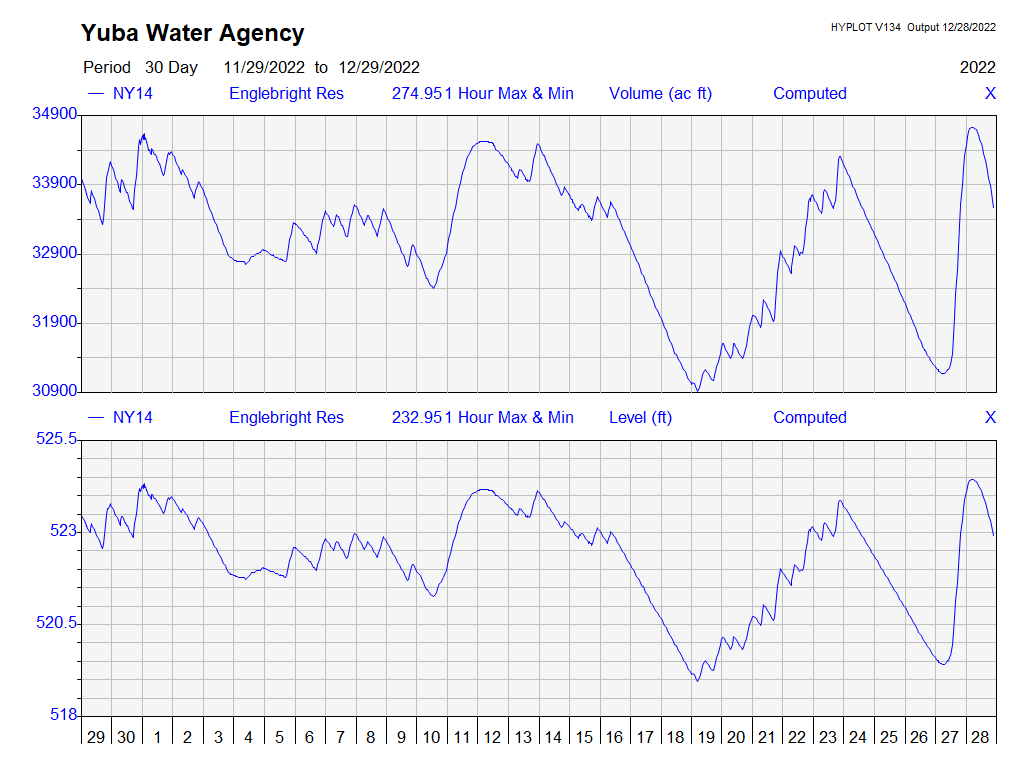 Yuba Water Agency
HYPLOT V134 Output 12/28/2022
Period 30 Day 11/29/2022 to 12/29/2022 2022
NY14 Englebright Res 274.951 Hour Max & Min Volume (ac ft) Computed X
34900
33900
32900
31900
30900
NY14 Englebright Res 232.951 Hour Max & Min Level (ft) Computed X
525.5
523
520.5
518
29 30 1 2 3 4 5 6 7 8 9 10 11 12 13 14 15 16 17 18 19 20 21 22 23 24 25 26 27 28